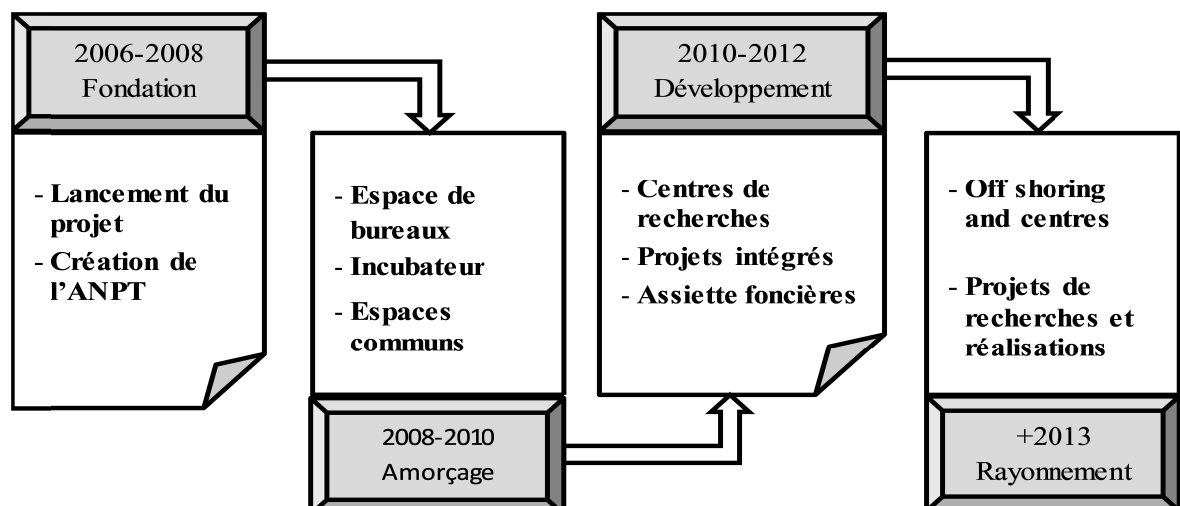 2006-2008
Fondation
- Lancement du
projet
- Création de
l'ANPT
- Espace de
bureaux
- Incubateur
- Espaces
communs
2008-2010
Amorçage
2010-2012
Développement
- Centres de
recherches
- Projets intégrés
- Assiette foncières
- Off shoring
and centres
- Projets de
recherches et
réalisations
+2013
Rayonnement